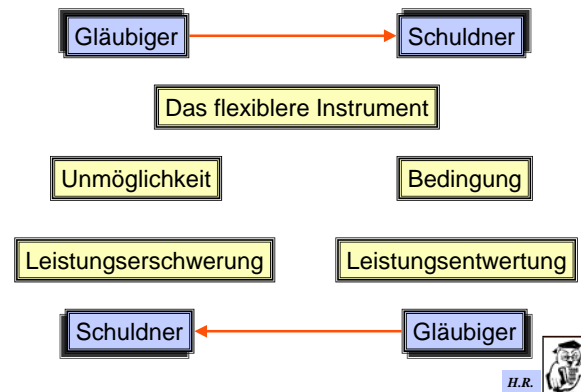 Gläubiger Schuldner
Das flexiblere Instrument
Unmöglichkeit Bedingung
Leistungserschwerung Leistungsentwertung
Schuldner Gläubiger
H.R.